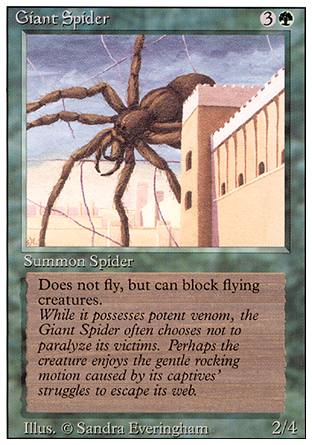 Giant Spider 3
Summon Spider
Does not fly, but can block flying
creatures.
While it possesses potent venom, the
Giant Spider often chooses not to
paralyze its victims. Perhaps the
creature enjoys the gentle rocking
motion caused by its captives'
struggles to escape its web.
Illus. © Sandra Everingham 2/4